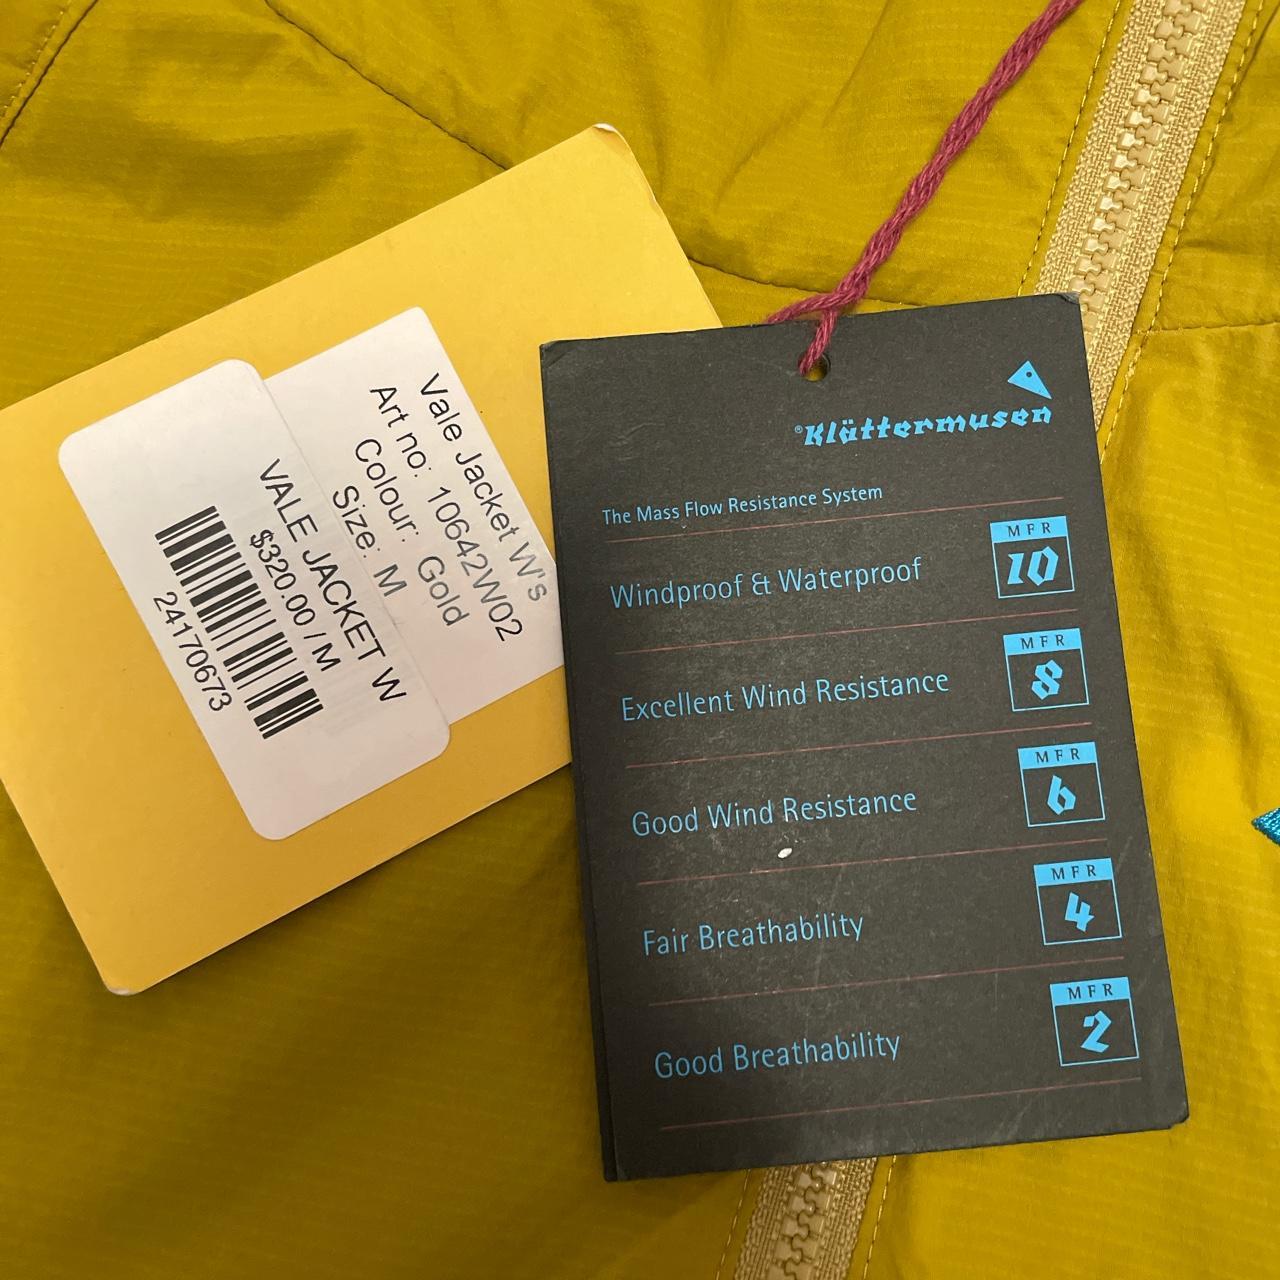 Vale Jacket W's
Art no: 10642W02
Colour: Gold
Size: M
VALE JACKET W
$320.00 / M
24170673
®Klättermusen
The Mass Flow Resistance System
Windproof & Waterproof
MFR
10
Excellent Wind Resistance
MFR
8
Good Wind Resistance
MFR
6
Fair Breathability
MFR
4
Good Breathability
MFR
2